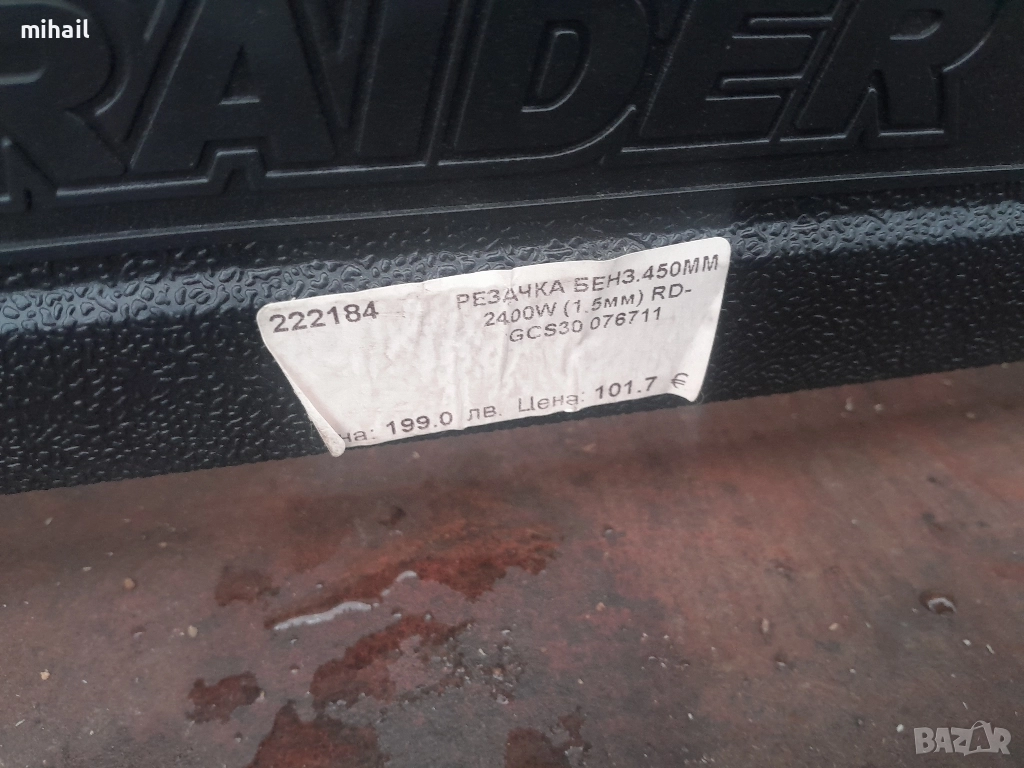 mihail
RAIDER
222184
РЕЗАЧКА БЕНЗ.450ММ
2400W (1.5мм) RD-
GCS30 076711
на: 199.0 лв. Цена: 101.7 €
BAZAR